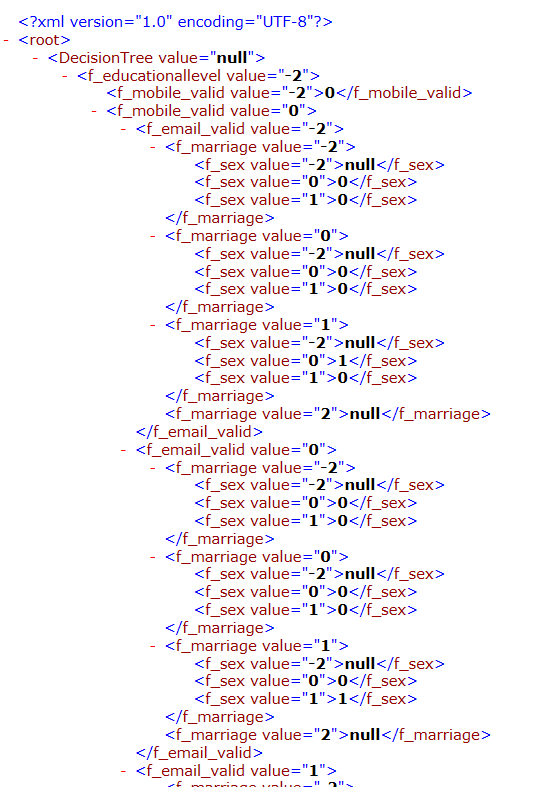 <?xml version="1.0" encoding="UTF-8"?>
- <root>
- <DecisionTree value="null">
- <f_educationallevel value="-2">
<f_mobile_valid value="-2">0</f_mobile_valid>
- <f_mobile_valid value="0">
- <f_email_valid value="-2">
- <f_marriage value="-2">
<f_sex value="-2">null</f_sex>
<f_sex value="0">0</f_sex>
<f_sex value="1">0</f_sex>
</f_marriage>
- <f_marriage value="0">
<f_sex value="-2">null</f_sex>
<f_sex value="0">0</f_sex>
<f_sex value="1">0</f_sex>
</f_marriage>
- <f_marriage value="1">
<f_sex value="-2">null</f_sex>
<f_sex value="0">1</f_sex>
<f_sex value="1">0</f_sex>
</f_marriage>
<f_marriage value="2">null</f_marriage>
</f_email_valid>
- <f_email_valid value="0">
- <f_marriage value="-2">
<f_sex value="-2">null</f_sex>
<f_sex value="0">0</f_sex>
<f_sex value="1">0</f_sex>
</f_marriage>
- <f_marriage value="0">
<f_sex value="-2">null</f_sex>
<f_sex value="0">0</f_sex>
<f_sex value="1">0</f_sex>
</f_marriage>
- <f_marriage value="1">
<f_sex value="-2">null</f_sex>
<f_sex value="0">0</f_sex>
<f_sex value="1">1</f_sex>
</f_marriage>
<f_marriage value="2">null</f_marriage>
</f_email_valid>
- <f_email_valid value="1">